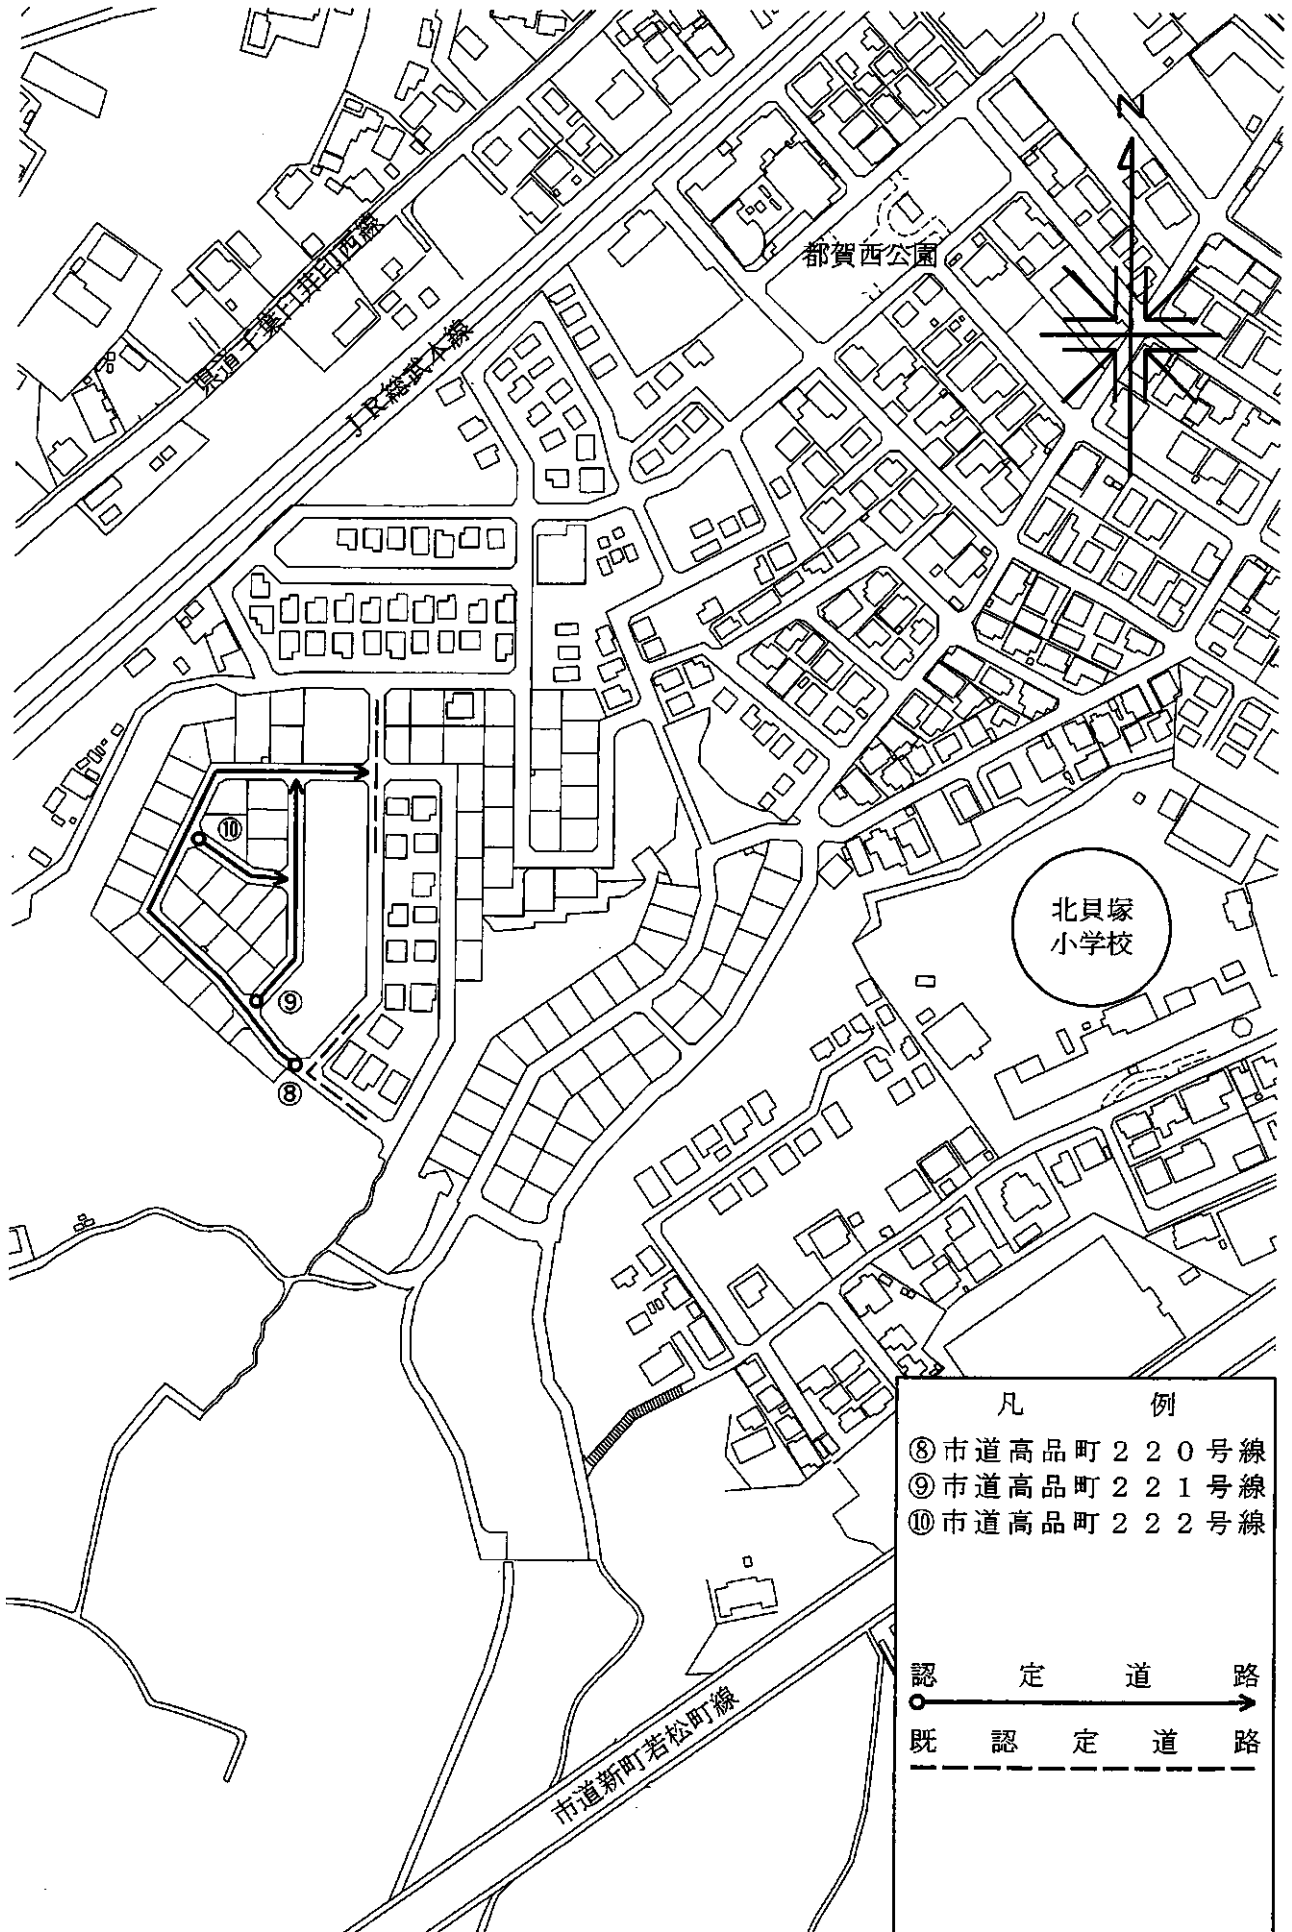 N
都賀西公園
県道千葉臼井印西線
JR総武本線
⑩
北貝塚
小学校
⑨
⑧
凡例
⑧市道高品町220号線
⑨市道高品町221号線
⑩市道高品町222号線
認定道路
既認定道路
市道新町若松町線